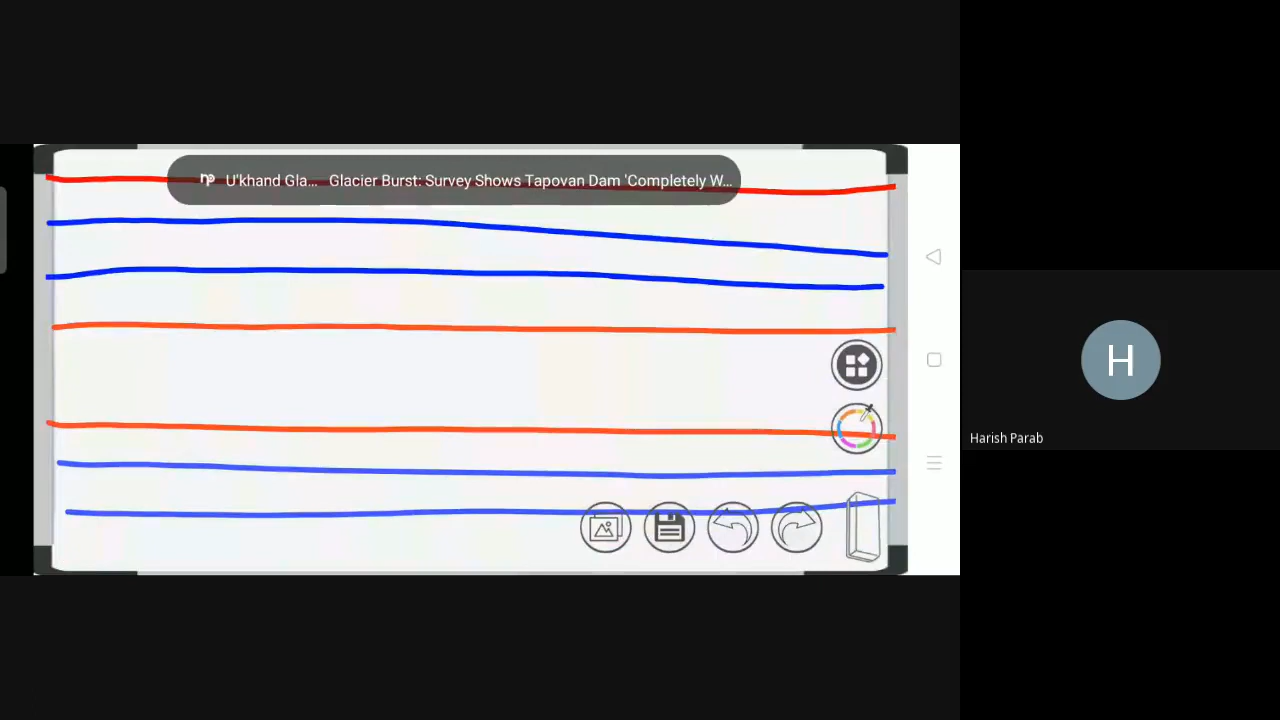 U'khand Gla... Glacier Burst: Survey Shows Tapovan Dam 'Completely W...
H
Harish Parab